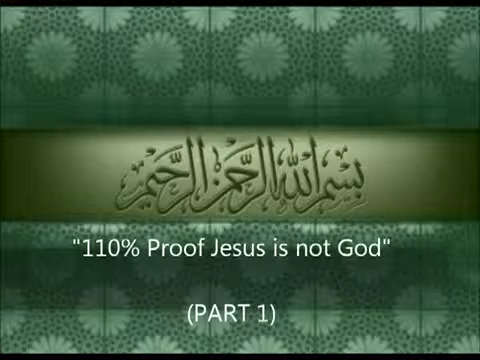 بسم الله الرحمن الرحيم
"110% Proof Jesus is not God"
(PART 1)